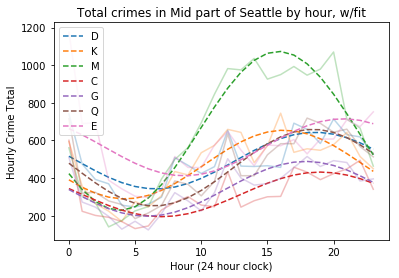 Total crimes in Mid part of Seattle by hour, w/fit
1200
1000
800
600
400
200
Hourly Crime Total
D
K
M
C
G
Q
E
0
5
10
15
20
Hour (24 hour clock)